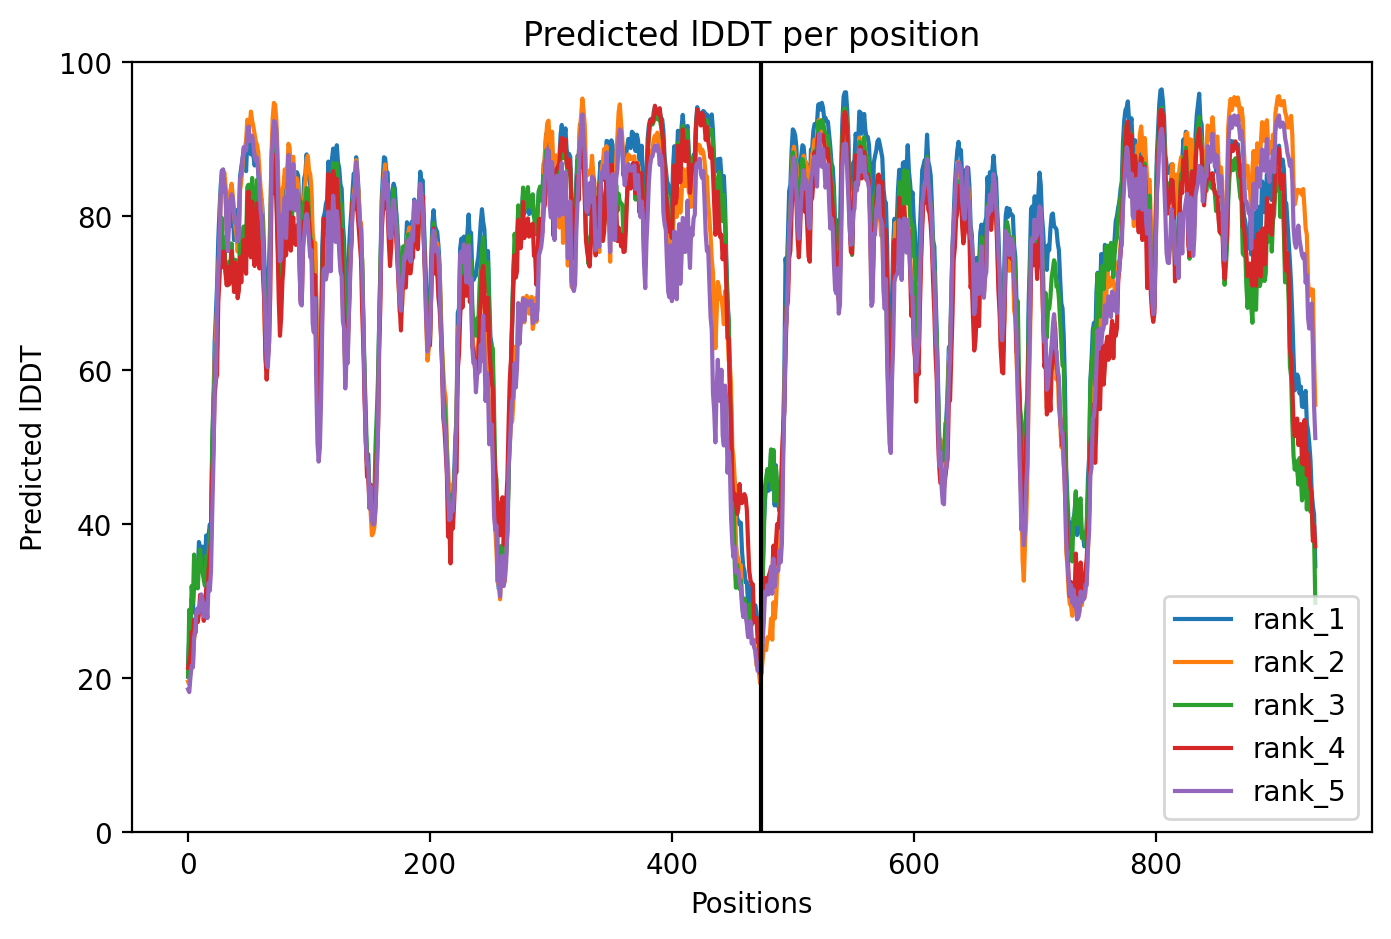 Predicted lDDT per position
100
80
60
40
20
0
Predicted lDDT
0 200 400 600 800
Positions
rank_1
rank_2
rank_3
rank_4
rank_5